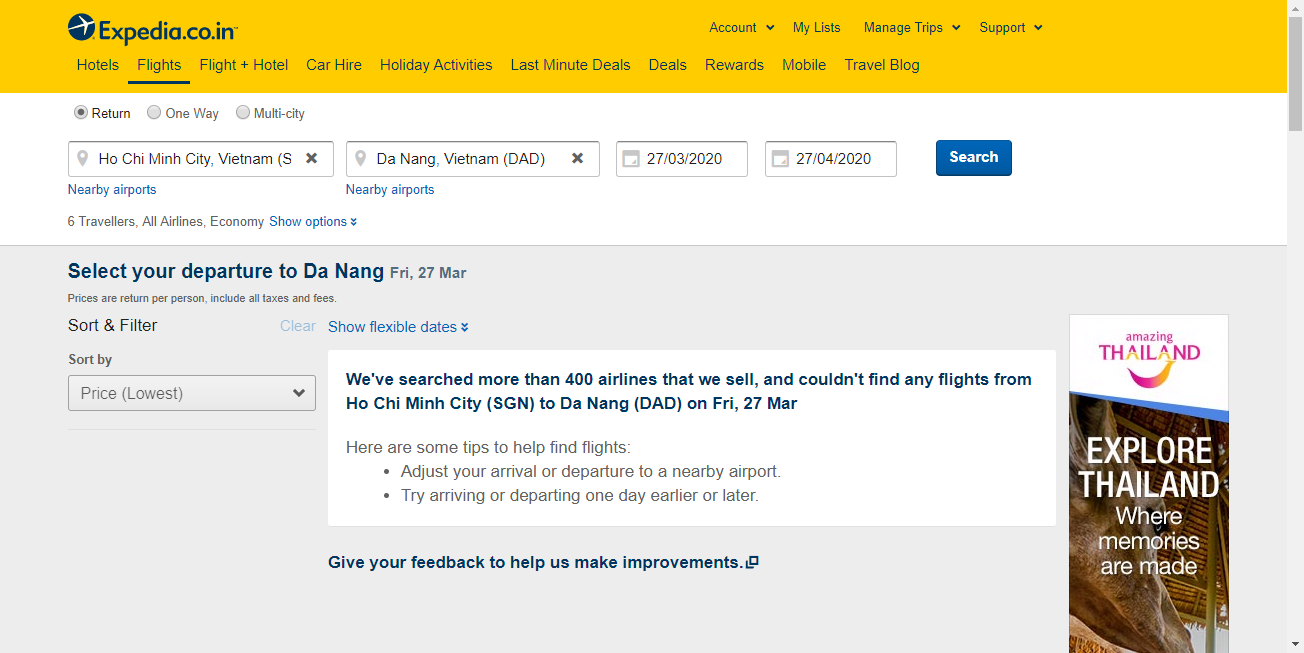 Expedia.co.in
Account My Lists Manage Trips Support
Hotels Flights Flight + Hotel Car Hire Holiday Activities Last Minute Deals Deals Rewards Mobile Travel Blog
Return One Way Multi-city
Ho Chi Minh City, Vietnam (S Da Nang, Vietnam (DAD) 27/03/2020 27/04/2020 Search
Nearby airports Nearby airports
6 Travellers, All Airlines, Economy Show options
Select your departure to Da Nang Fri, 27 Mar
Prices are return per person, include all taxes and fees.
Sort & Filter Clear
Show flexible dates
Sort by
Price (Lowest)
We've searched more than 400 airlines that we sell, and couldn't find any flights from
Ho Chi Minh City (SGN) to Da Nang (DAD) on Fri, 27 Mar
Here are some tips to help find flights:
• Adjust your arrival or departure to a nearby airport.
• Try arriving or departing one day earlier or later.
Give your feedback to help us make improvements.
amazing
THAILAND
EXPLORE
THAILAND
Where
memories
are made